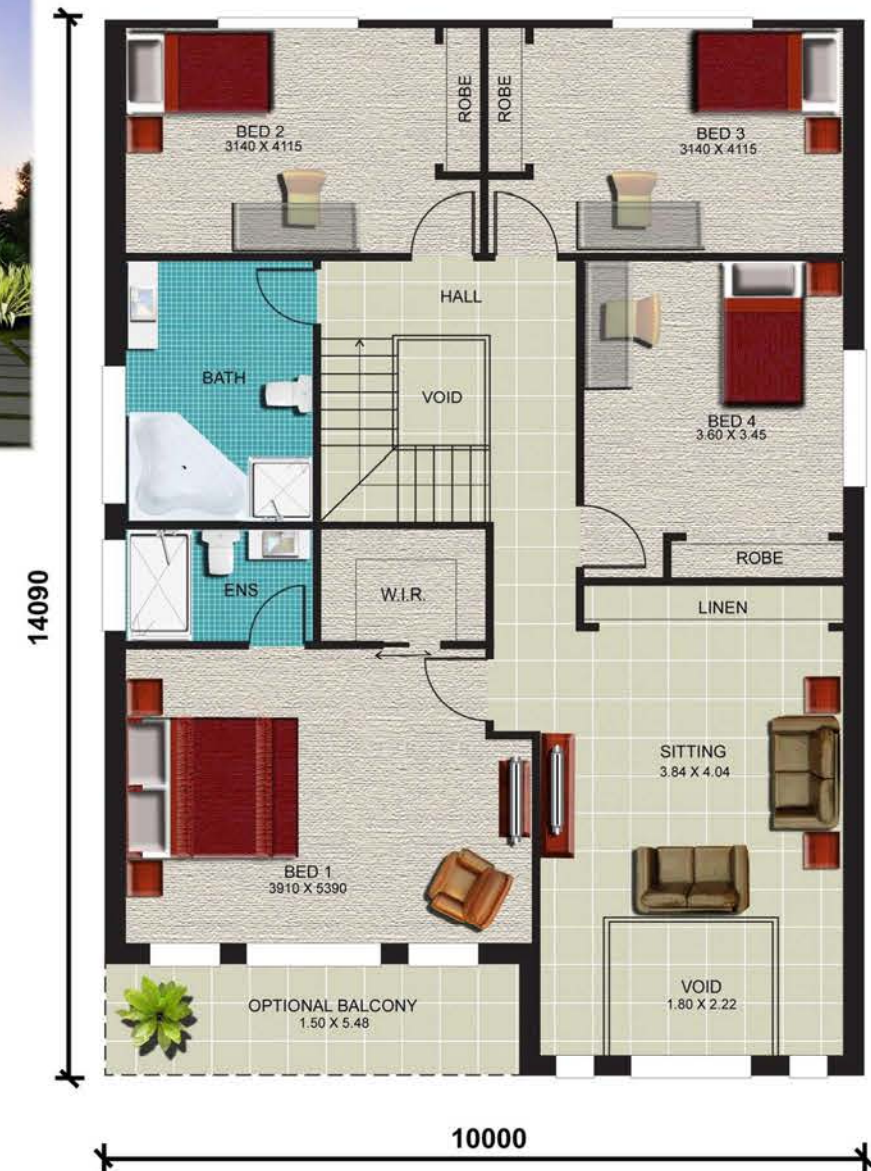 BED 2
3140 X 4115
ROBE
ROBE
BED 3
3140 X 4115
HALL
BATH
VOID
BED 4
3.60 X 3.45
ROBE
ENS
W.I.R.
LINEN
14090
SITTING
3.84 X 4.04
BED 1
3910 X 5390
VOID
1.80 X 2.22
OPTIONAL BALCONY
1.50 X 5.48
10000